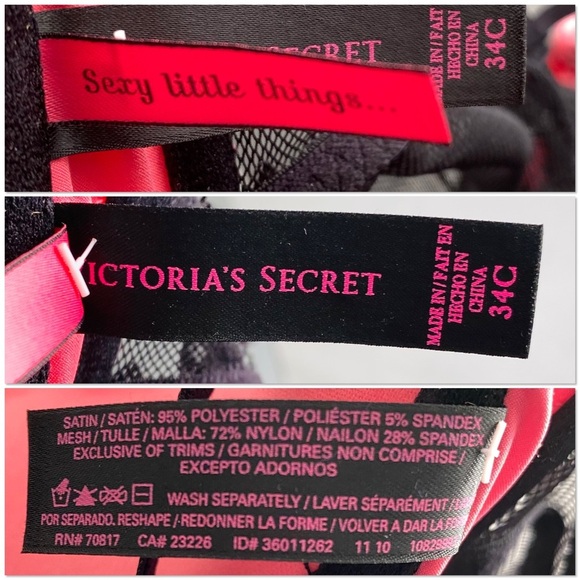 SECRET
Sexy little things...
MADE IN / FAIT EN
HECHO EN
CHINA
34C
VICTORIA'S SECRET
MADE IN / FAIT EN
HECHO EN
CHINA
34C
SATIN / SATÉN: 95% POLYESTER / POLIÉSTER 5% SPANDEX
MESH / TULLE / MALLA: 72% NYLON / NAILON 28% SPANDEX
EXCLUSIVE OF TRIMS / GARNITURES NON COMPRISE /
EXCEPTO ADORNOS
WASH SEPARATELY / LAVER SÉPARÉMENT /
POR SEPARADO. RESHAPE / REDONNER LA FORME / VOLVER A DAR LA
RN# 70817 CA# 23226 ID# 36011262 11 10